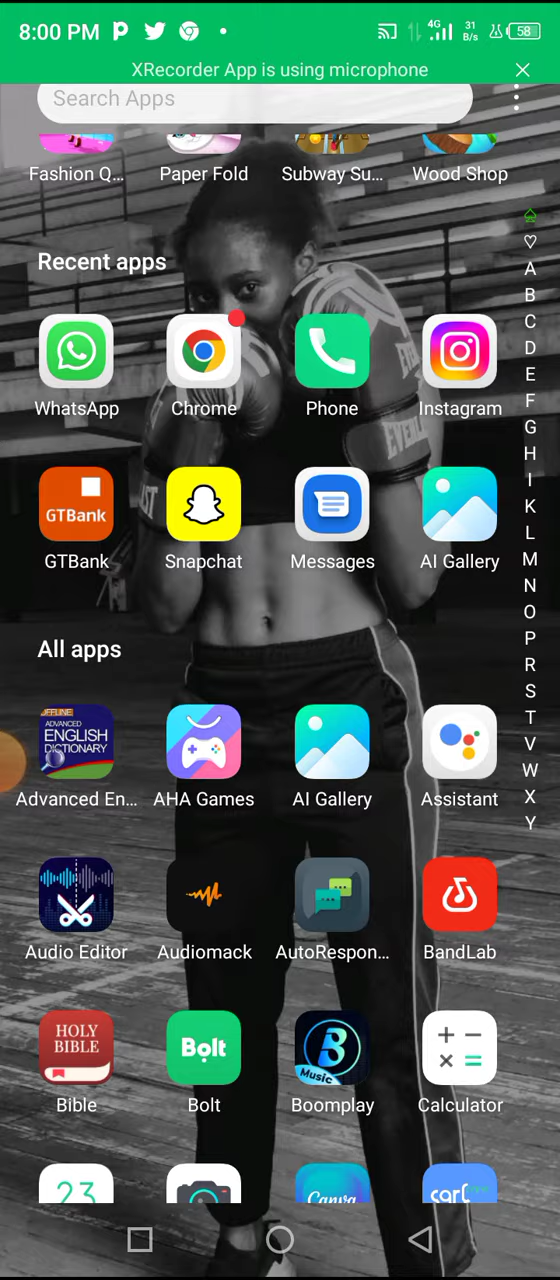 8:00 PM
4G
31
B/s
58
XRecorder App is using microphone
Search Apps
Fashion Q...
Paper Fold
Subway Su...
Wood Shop
Recent apps
WhatsApp
Chrome
Phone
Instagram
GTBank
GTBank
Snapchat
Messages
AI Gallery
All apps
OFFLINE
ADVANCED
ENGLISH
DICTIONARY
Advanced En...
AHA Games
AI Gallery
Assistant
Audio Editor
Audiomack
AutoRespon...
BandLab
HOLY
BIBLE
Bible
Bolt
Bolt
B
Music
Boomplay
Calculator
23
Canva
A
B
C
D
E
F
G
H
I
K
L
M
N
O
P
R
S
T
V
W
X
Y